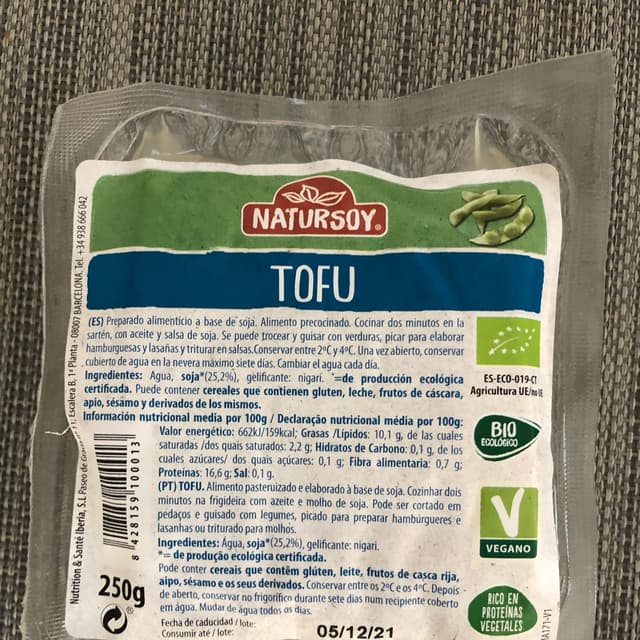 NATURSOY®
TOFU
(ES) Preparado alimenticio a base de soja. Alimento precocinado. Cocinar dos minutos en la
sartén, con aceite y salsa de soja. Se puede trocear y guisar con verduras, picar para elaborar
hamburguesas y lasañas y triturar en salsas.Conservar entre 2ºC y 4ºC. Una vez abierto, conservar
cubierto de agua en la nevera máximo siete días. Cambiar el agua cada día.
Ingredientes: Agua, soja*(25,2%), gelificante: nigari. *=de producción ecológica
certificada. Puede contener cereales que contienen gluten, leche, frutos de cáscara,
apio, sésamo y derivados de los mismos.
Información nutricional media por 100g / Declaração nutricional média por 100g:
Valor energético: 662kJ/159kcal; Grasas /Lípidos: 10,1 g, de las cuales
saturadas /dos quais saturados: 2,2 g; Hidratos de Carbono: 0,1 g, de los
cuales azúcares/ dos quais açúcares: 0,1 g; Fibra alimentaria: 0,7 g;
Proteínas: 16,6 g; Sal: 0,1 g.
(PT) TOFU. Alimento pasteurizado e elaborado à base de soja. Cozinhar dois
minutos na frigideira com azeite e molho de soja. Pode ser cortado em
pedaços e guisado com legumes, picado para preparar hambúrgueres e
lasanhas ou triturado para molhos.
Ingredientes: Água, soja*(25,2%), gelificante: nigari.
*= de produção ecológica certificada.
Pode conter cereais que contêm glúten, leite, frutos de casca rija,
aipo, sésamo e os seus derivados. Conservar entre os 2ºC e os 4ºC. Depois
de aberto, conservar no frigorífico durante sete dias num recipiente coberto
em água. Mudar de água todos os dias.
Fecha de caducidad / lote:
Consumir até / lote:
05/12/21
250g
8 428159 100013
Nutrition & Santé Iberia, S.L Paseo de
Escalera B, 1ª Planta - 08007 BARCELONA. Tel. +34 938 666 042
ES-ECO-019-CT
Agricultura UE/no UE
BIO
ECOLÓGICO
V
VEGANO
RICO EN
PROTEÍNAS
VEGETALES
171-V1